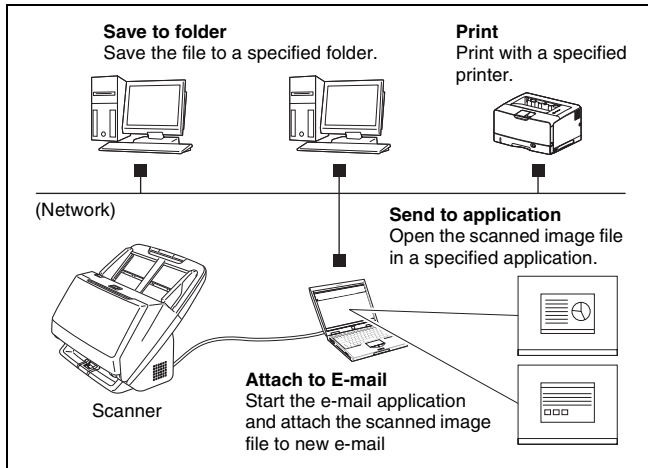 Save to folder
Save the file to a specified folder.
Print
Print with a specified
printer.
(Network)
Send to application
Open the scanned image file
in a specified application.
Scanner
Attach to E-mail
Start the e-mail application
and attach the scanned image
file to new e-mail